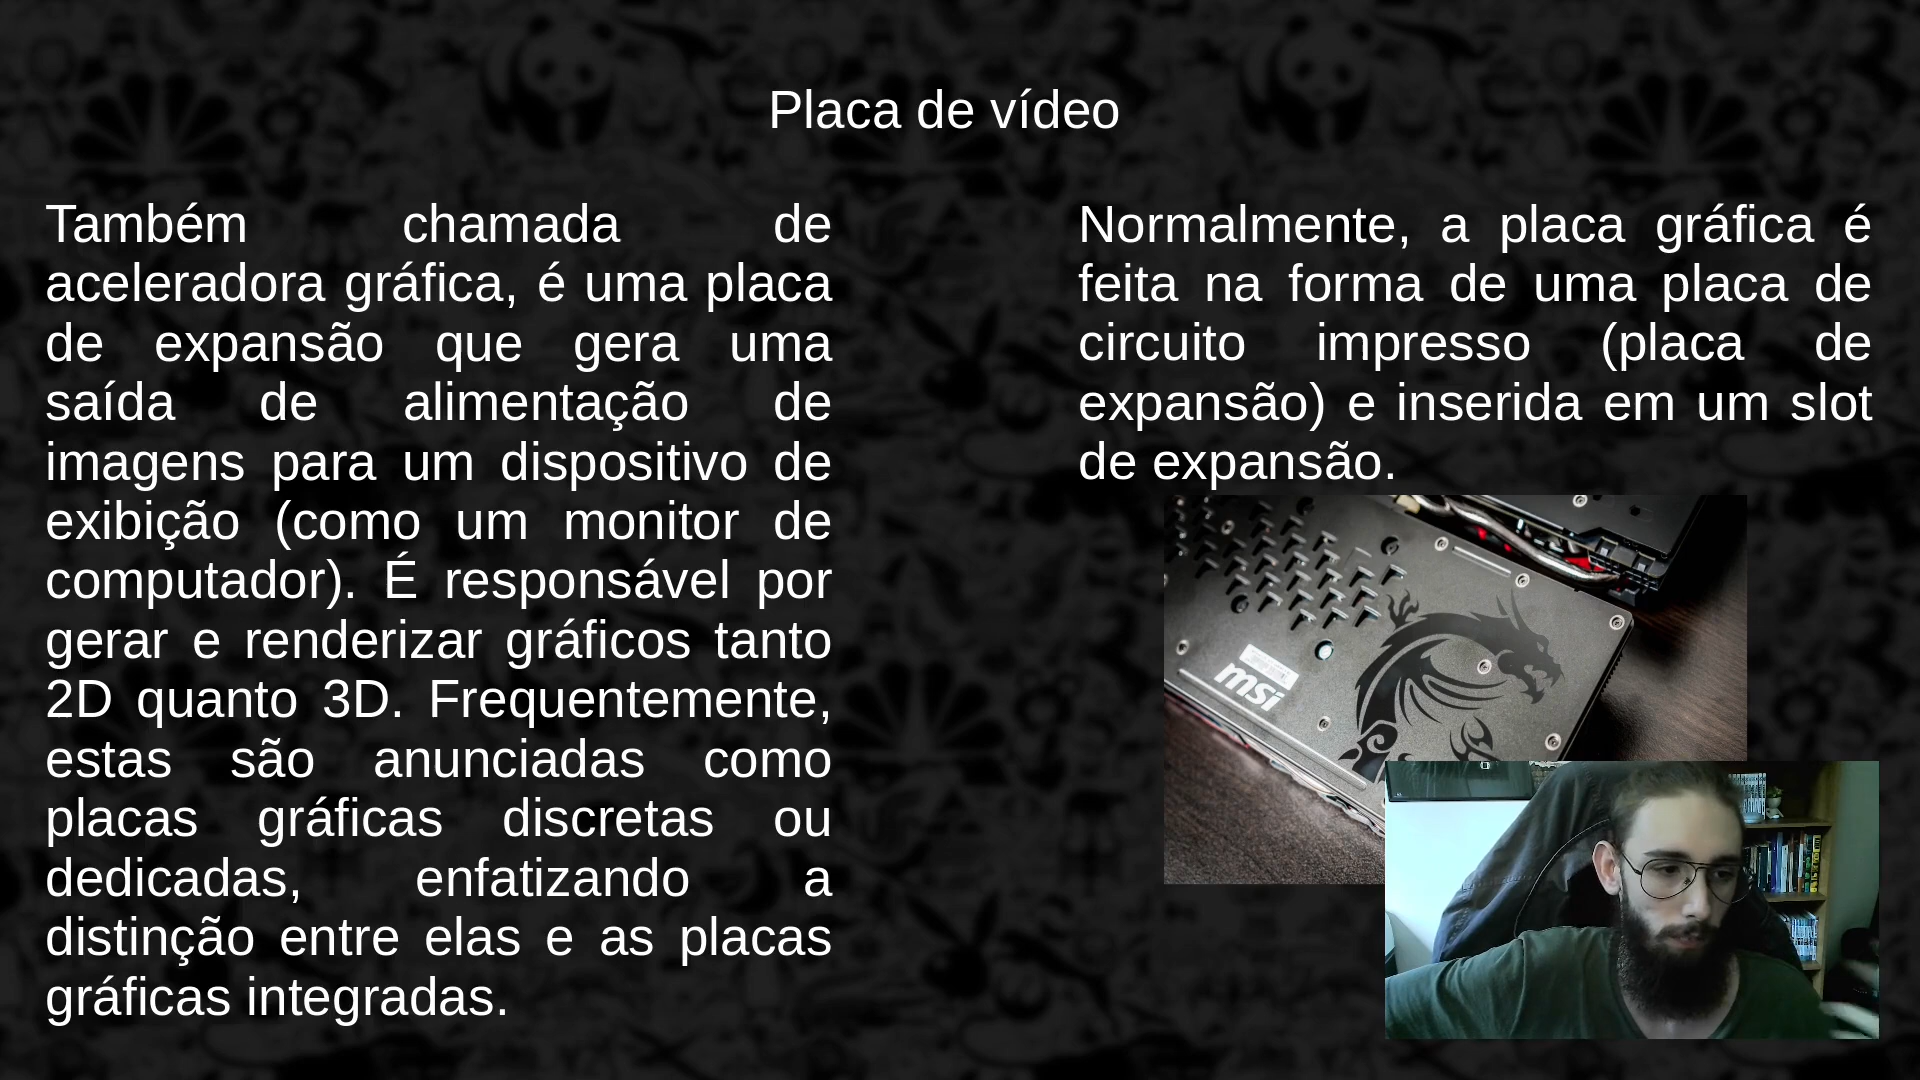 Placa de vídeo
Também chamada de
aceleradora gráfica, é uma placa
de expansão que gera uma
saída de alimentação de
imagens para um dispositivo de
exibição (como um monitor de
computador). É responsável por
gerar e renderizar gráficos tanto
2D quanto 3D. Frequentemente,
estas são anunciadas como
placas gráficas discretas ou
dedicadas, enfatizando a
distinção entre elas e as placas
gráficas integradas.
Normalmente, a placa gráfica é
feita na forma de uma placa de
circuito impresso (placa de
expansão) e inserida em um slot
de expansão.
msi